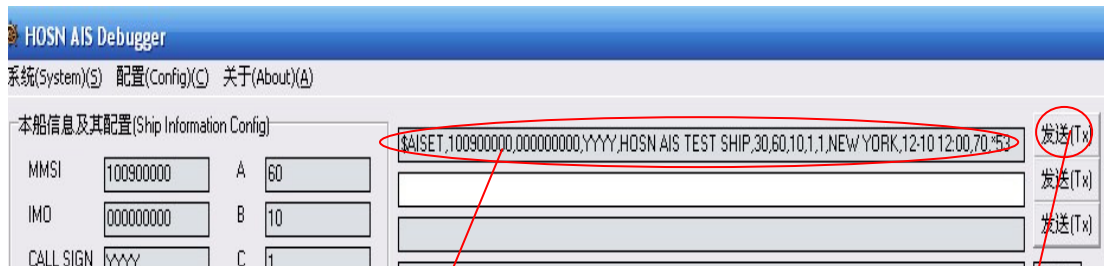 HOSN AIS Debugger
系统(System)(S) 配置(Config)(C) 关于(About)(A)
本船信息及其配置(Ship Information Config)
$AISET,100900000,000000000,YYYY,HOSN AIS TEST SHIP,30,60,10,1,1,NEW YORK,12-10 12:00,70,*53
发送(Tx)
MMSI 100900000 A 60
发送(Tx)
IMO 000000000 B 10
发送(Tx)
CALL SIGN YYYY C 1